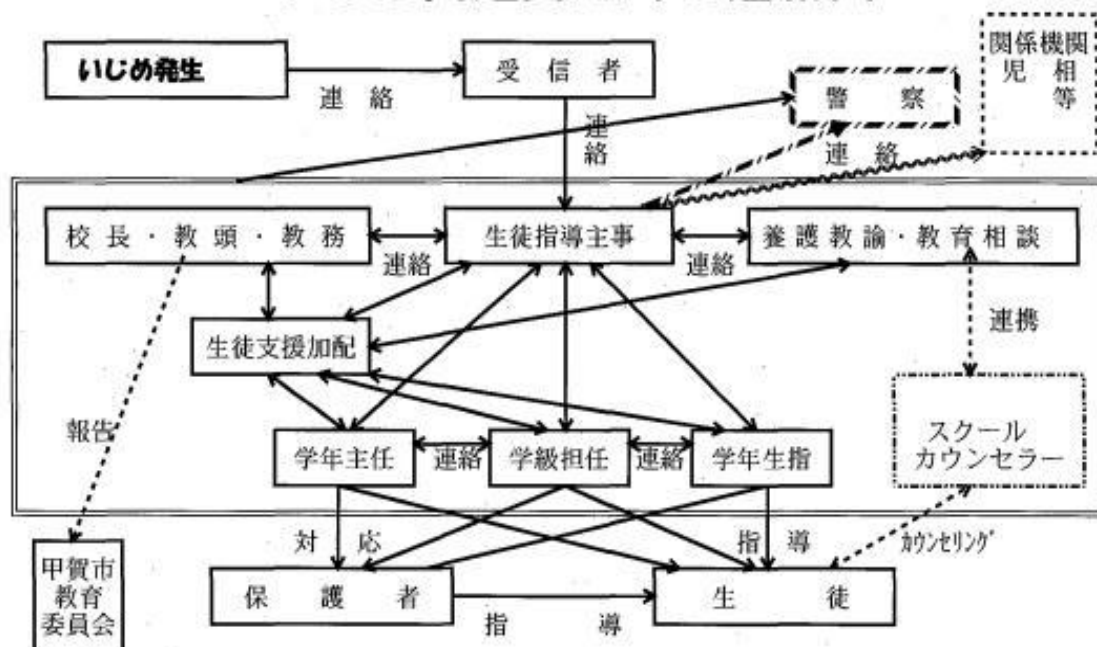 いじめ発生
連絡
受信者
連絡
警察
連絡
関係機関
児相
等
校長・教頭・教務
連絡
生徒指導主事
連絡
養護教諭・教育相談
生徒支援加配
連携
報告
学年主任
連絡
学級担任
連絡
学年生指
スクール
カウンセラー
対応
指導
カウンセリング
甲賀市
教育
委員会
保護者
指導
生徒